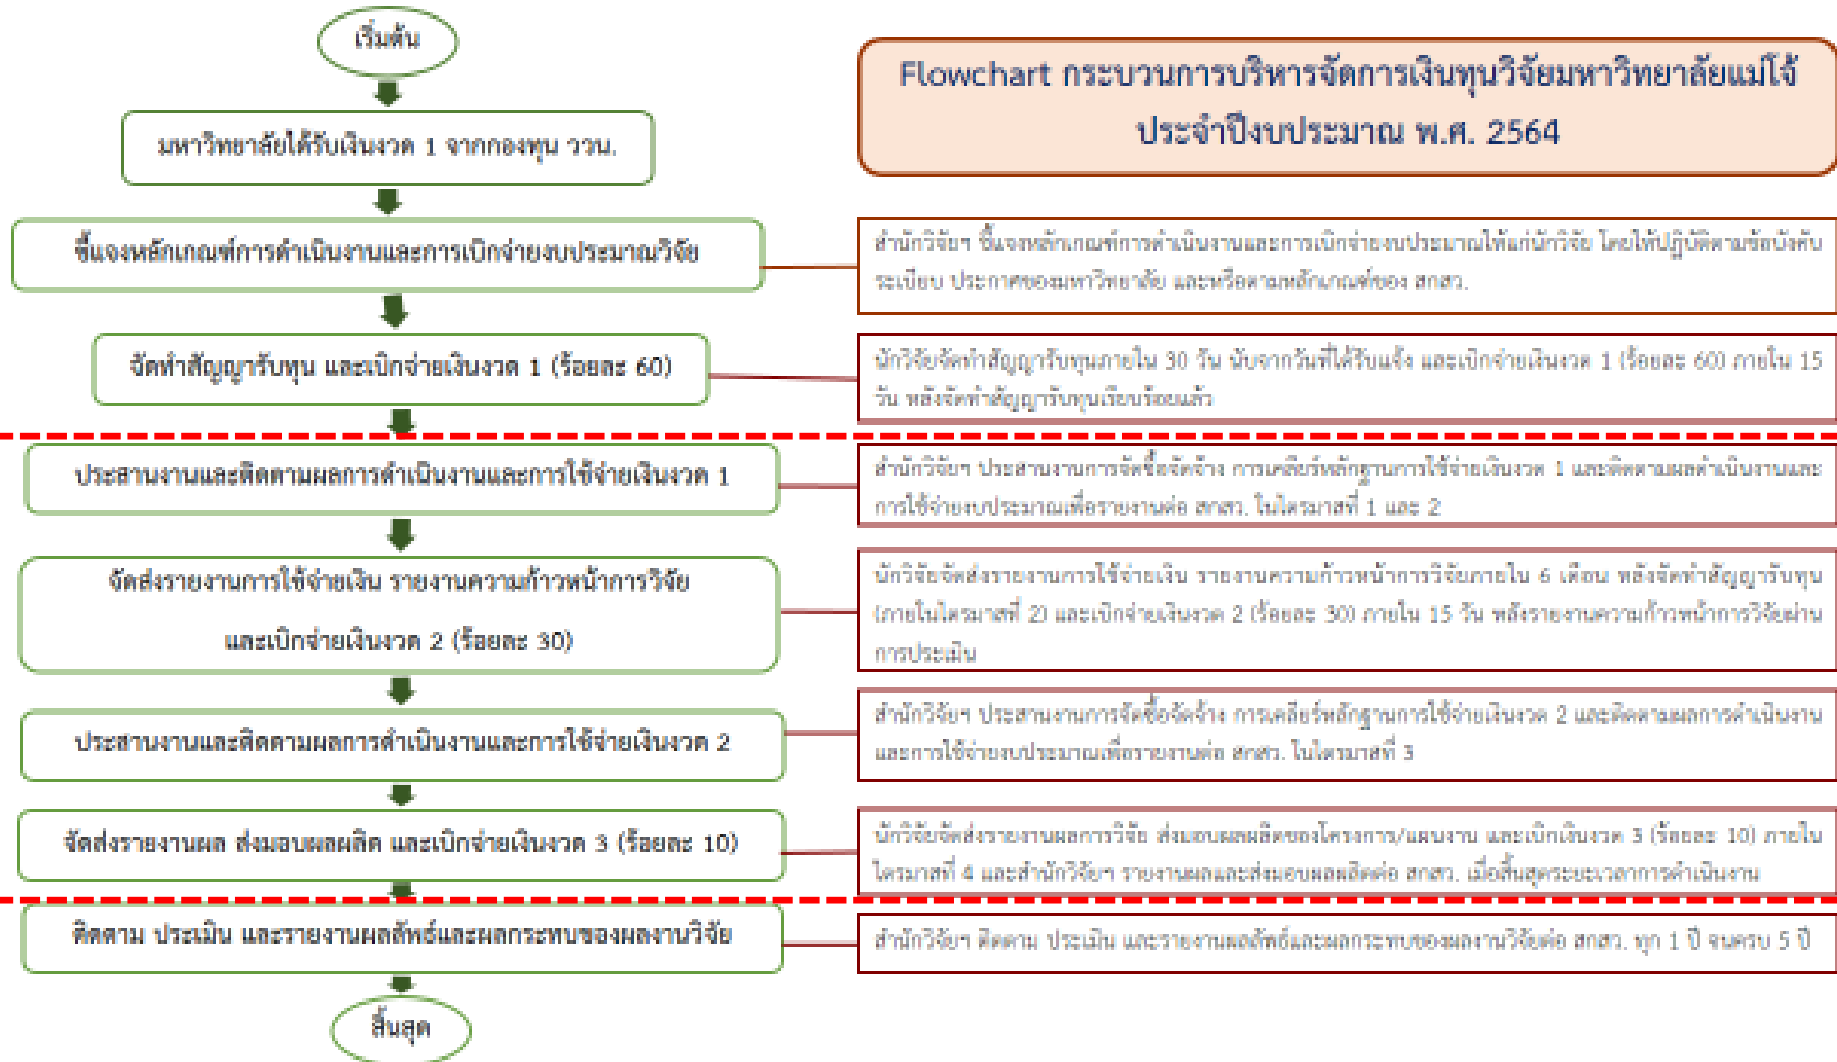 เริ่มต้น
Flowchart กระบวนการบริหารจัดการเงินทุนวิจัยมหาวิทยาลัยแม่โจ้
ประจำปีงบประมาณ พ.ศ. 2564
มหาวิทยาลัยได้รับเงินงวด 1 จากกองทุน ววน.
ชี้แจงหลักเกณฑ์การดำเนินงานและการเบิกจ่ายงบประมาณวิจัย
สำนักวิจัยฯ ชี้แจงหลักเกณฑ์การดำเนินงานและการเบิกจ่ายงบประมาณให้แก่นักวิจัย โดยให้ปฏิบัติตามข้อบังคับ
ระเบียบ ประกาศของมหาวิทยาลัย และหรือตามหลักเกณฑ์ของ สกสว.
จัดทำสัญญารับทุน และเบิกจ่ายเงินงวด 1 (ร้อยละ 60)
นักวิจัยจัดทำสัญญารับทุนภายใน 30 วัน นับจากวันที่ได้รับแจ้ง และเบิกจ่ายเงินงวด 1 (ร้อยละ 60) ภายใน 15
วัน หลังจัดทำสัญญารับทุนเรียบร้อยแล้ว
ประสานงานและติดตามผลการดำเนินงานและการใช้จ่ายเงินงวด 1
สำนักวิจัยฯ ประสานงานการจัดซื้อจัดจ้าง การเคลียร์หลักฐานการใช้จ่ายเงินงวด 1 และติดตามผลดำเนินงานและ
การใช้จ่ายงบประมาณเพื่อรายงานต่อ สกสว. ในไตรมาสที่ 1 และ 2
จัดส่งรายงานการใช้จ่ายเงิน รายงานความก้าวหน้าการวิจัย
และเบิกจ่ายเงินงวด 2 (ร้อยละ 30)
นักวิจัยจัดส่งรายงานการใช้จ่ายเงิน รายงานความก้าวหน้าการวิจัยภายใน 6 เดือน หลังจัดทำสัญญารับทุน
(ภายในไตรมาสที่ 2) และเบิกจ่ายเงินงวด 2 (ร้อยละ 30) ภายใน 15 วัน หลังรายงานความก้าวหน้าการวิจัยผ่าน
การประเมิน
ประสานงานและติดตามผลการดำเนินงานและการใช้จ่ายเงินงวด 2
สำนักวิจัยฯ ประสานงานการจัดซื้อจัดจ้าง การเคลียร์หลักฐานการใช้จ่ายเงินงวด 2 และติดตามผลการดำเนินงาน
และการใช้จ่ายงบประมาณเพื่อรายงานต่อ สกสว. ในไตรมาสที่ 3
จัดส่งรายงานผล ส่งมอบผลผลิต และเบิกจ่ายเงินงวด 3 (ร้อยละ 10)
นักวิจัยจัดส่งรายงานผลการวิจัย ส่งมอบผลผลิตของโครงการ/แผนงาน และเบิกเงินงวด 3 (ร้อยละ 10) ภายใน
ไตรมาสที่ 4 และสำนักวิจัยฯ รายงานผลและส่งมอบผลผลิตต่อ สกสว. เมื่อสิ้นสุดระยะเวลาการดำเนินงาน
ติดตาม ประเมิน และรายงานผลลัพธ์และผลกระทบของผลงานวิจัย
สำนักวิจัยฯ ติดตาม ประเมิน และรายงานผลลัพธ์และผลกระทบของผลงานวิจัยต่อ สกสว. ทุก 1 ปี จนครบ 5 ปี
สิ้นสุด